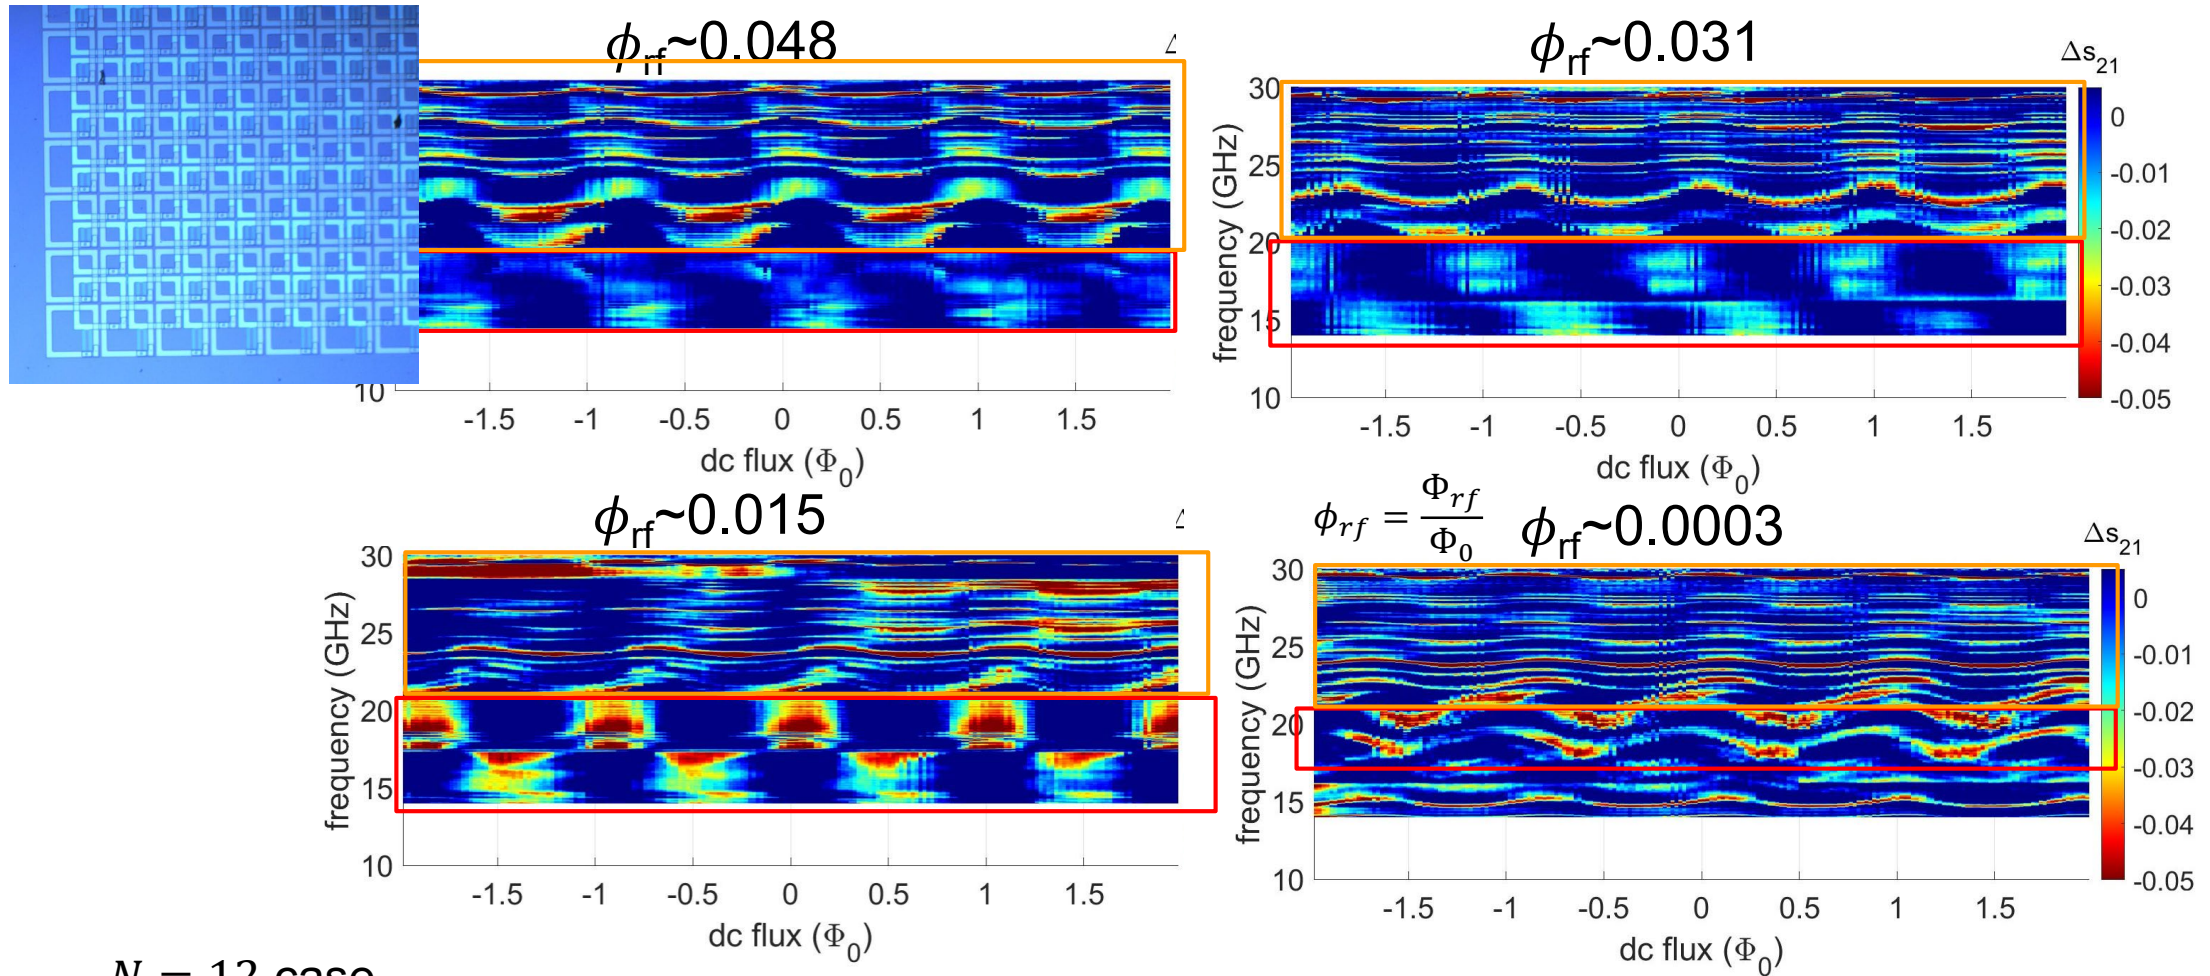 ϕrf~0.048
10
-1.5 -1 -0.5 0 0.5 1 1.5
dc flux (Φ0)
ϕrf~0.031
Δs21
frequency (GHz)
30
25
20
15
10
-1.5 -1 -0.5 0 0.5 1 1.5
dc flux (Φ0)
0
-0.01
-0.02
-0.03
-0.04
-0.05
ϕrf~0.015
frequency (GHz)
30
25
20
15
10
-1.5 -1 -0.5 0 0.5 1 1.5
dc flux (Φ0)
ϕrf = Φrf/Φ0
ϕrf~0.0003
Δs21
frequency (GHz)
30
25
20
15
10
-1.5 -1 -0.5 0 0.5 1 1.5
dc flux (Φ0)
0
-0.01
-0.02
-0.03
-0.04
-0.05
N = 12 case